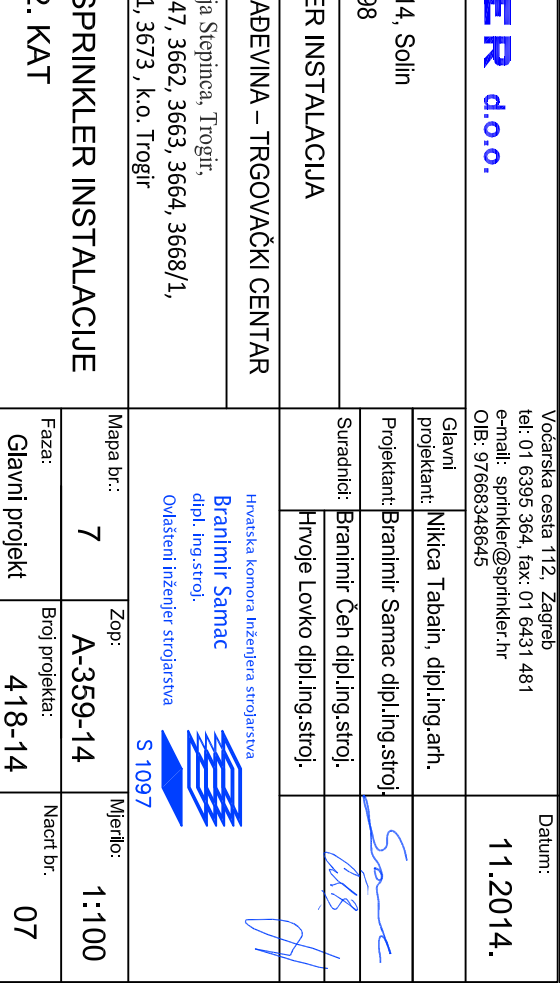 d.o.o.
Voćarska cesta 112, Zagreb
tel: 01 6395 364, fax: 01 6431 481
e-mail: sprinkler@sprinkler.hr
OIB: 97668348645
Datum:
11.2014.
14, Solin
98
Glavni
projektant:
Nikica Tabain, dipl.ing.arh.
Projektant:
Branimir Samac dipl.ing.stroj.
ER INSTALACIJA
Suradnici:
Branimir Čeh dipl.ing.stroj.
Hrvoje Lovko dipl.ing.stroj.
AĐEVINA – TRGOVAČKI CENTAR
ja Stepinca, Trogir,
47, 3662, 3663, 3664, 3668/1,
1, 3673 , k.o. Trogir
Hrvatska komora Inženjera strojarstva
Branimir Samac
dipl. ing.stroj.
Ovlašteni inženjer strojarstva
S 1097
SPRINKLER INSTALACIJE
2. KAT
Mapa br.:
7
Zop:
A-359-14
Mjerilo:
1:100
Faza:
Glavni projekt
Broj projekta:
418-14
Nacrt br.
07